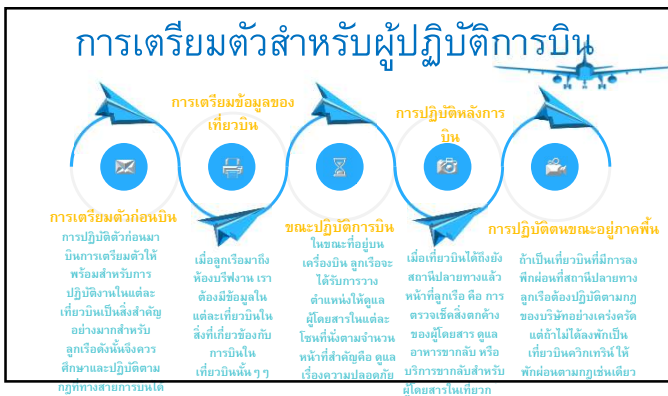 การเตรียมตัวสำหรับผู้ปฏิบัติการบิน
การเตรียมตัวก่อนบิน
การปฏิบัติตัวก่อนมา
บินการเตรียมตัวให้
พร้อมสำหรับการ
ปฏิบัติงานในแต่ละ
เที่ยวบินเป็นสิ่งสำคัญ
อย่างมากสำหรับ
ลูกเรือดังนั้นจึงควร
ศึกษาและปฏิบัติตาม
กฎที่ทางสายการบินได้
การเตรียมข้อมูลของ
เที่ยวบิน
เมื่อลูกเรือมาถึง
ห้องบรีฟงาน เรา
ต้องมีข้อมูลใน
แต่ละเที่ยวบินใน
สิ่งที่เกี่ยวข้องกับ
การบินใน
เที่ยวบินนั้น ๆ ๆ
ขณะปฏิบัติการบิน
ในขณะที่อยู่บน
เครื่องบิน ลูกเรือจะ
ได้รับการวาง
ตำแหน่งให้ดูแล
ผู้โดยสารในแต่ละ
โซนที่นั่งตามจำนวน
หน้าที่สำคัญคือ ดูแล
เรื่องความปลอดภัย
การปฏิบัติหลังการ
บิน
เมื่อเที่ยวบินได้ถึงยัง
สถานีปลายทางแล้ว
หน้าที่ลูกเรือ คือ การ
ตรวจเช็คสิ่งตกค้าง
ของผู้โดยสาร ดูแล
อาหารขากลับ หรือ
บริการขากลับสำหรับ
ผู้โดยสารในเที่ยวก
การปฏิบัติตนขณะอยู่ภาคพื้น
ถ้าเป็นเที่ยวบินที่มีการลง
พักผ่อนที่สถานีปลายทาง
ลูกเรือต้องปฏิบัติตามกฎ
ของบริษัทอย่างเคร่งครัด
แต่ถ้าไม่ได้ลงพักเป็น
เที่ยวบินควิกเทริน์ ให้
พักผ่อนตามกฎเช่นเดียว